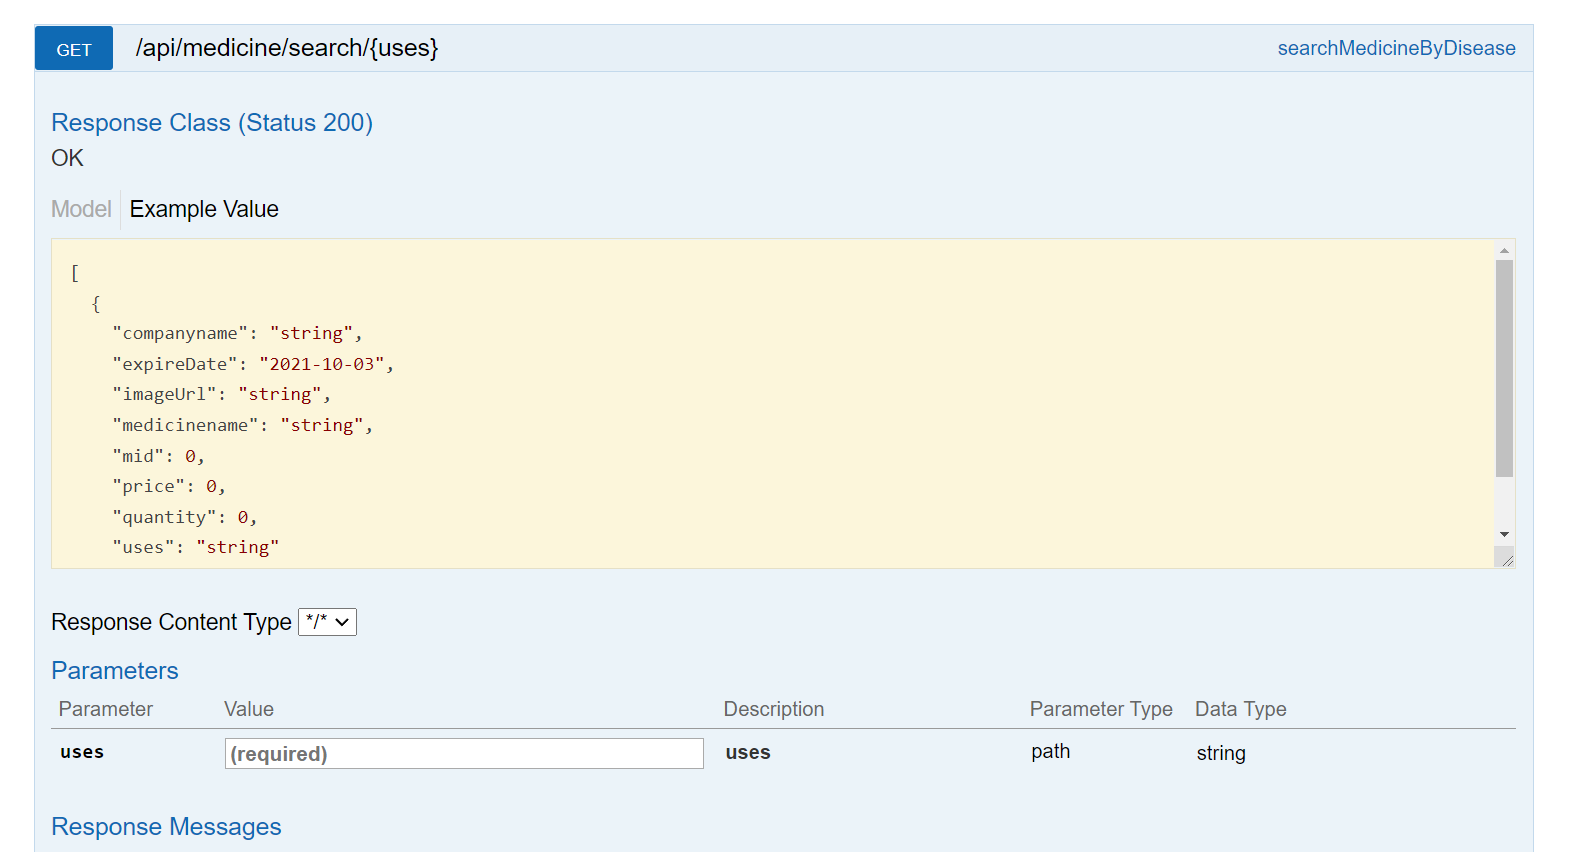 GET /api/medicine/search/{uses} searchMedicineByDisease
Response Class (Status 200)
OK
Model Example Value
[
{
"companyname": "string",
"expireDate": "2021-10-03",
"imageUrl": "string",
"medicinename": "string",
"mid": 0,
"price": 0,
"quantity": 0,
"uses": "string"
Response Content Type */*
Parameters
Parameter Value Description Parameter Type Data Type
uses (required) uses path string
Response Messages